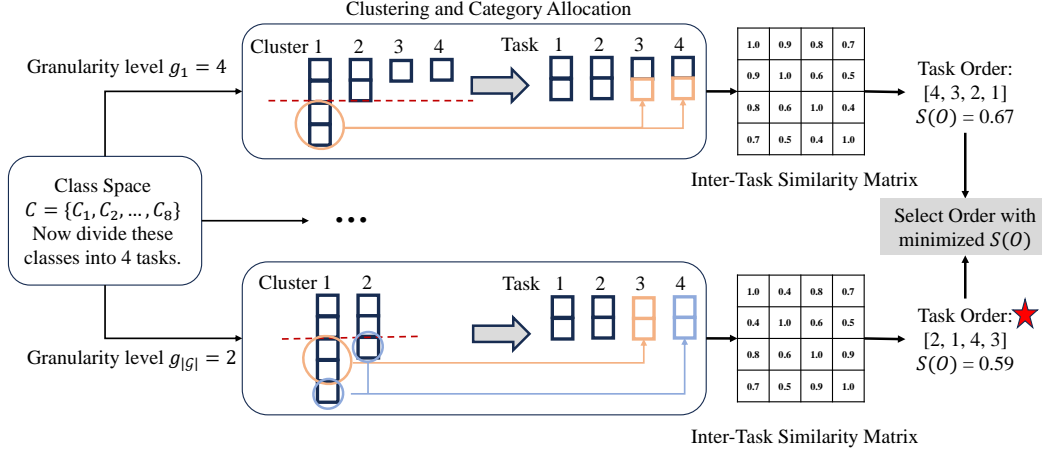 Clustering and Category Allocation
Cluster 1 2 3 4
Task 1 2 3 4
Granularity level g₁ = 4
1.0 0.9 0.8 0.7
0.9 1.0 0.6 0.5
0.8 0.6 1.0 0.4
0.7 0.5 0.4 1.0
Inter-Task Similarity Matrix
Task Order:
[4, 3, 2, 1]
S(O) = 0.67
Class Space
C = {C₁, C₂, …, C₈}
Now divide these
classes into 4 tasks.
...
Select Order with
minimized S(O)
Granularity level g_|𝒢| = 2
Cluster 1 2
Task 1 2 3 4
1.0 0.4 0.8 0.7
0.4 1.0 0.6 0.5
0.8 0.6 1.0 0.9
0.7 0.5 0.9 1.0
Inter-Task Similarity Matrix
Task Order:
[2, 1, 4, 3]
S(O) = 0.59